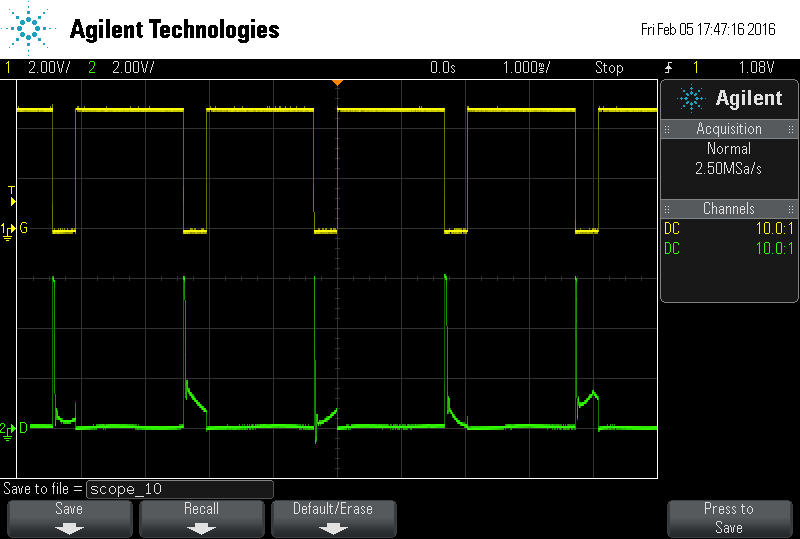 Agilent Technologies
Fri Feb 05 17:47:16 2016
1 2.00V/ 2 2.00V/ 0.0s 1.000ms/ Stop 1 1.08V
Agilent
Acquisition
Normal
2.50MSa/s
Channels
DC 10.0:1
DC 10.0:1
T
1 G
2 D
Save to file = scope_10
Save Recall Default/Erase Press to
Save